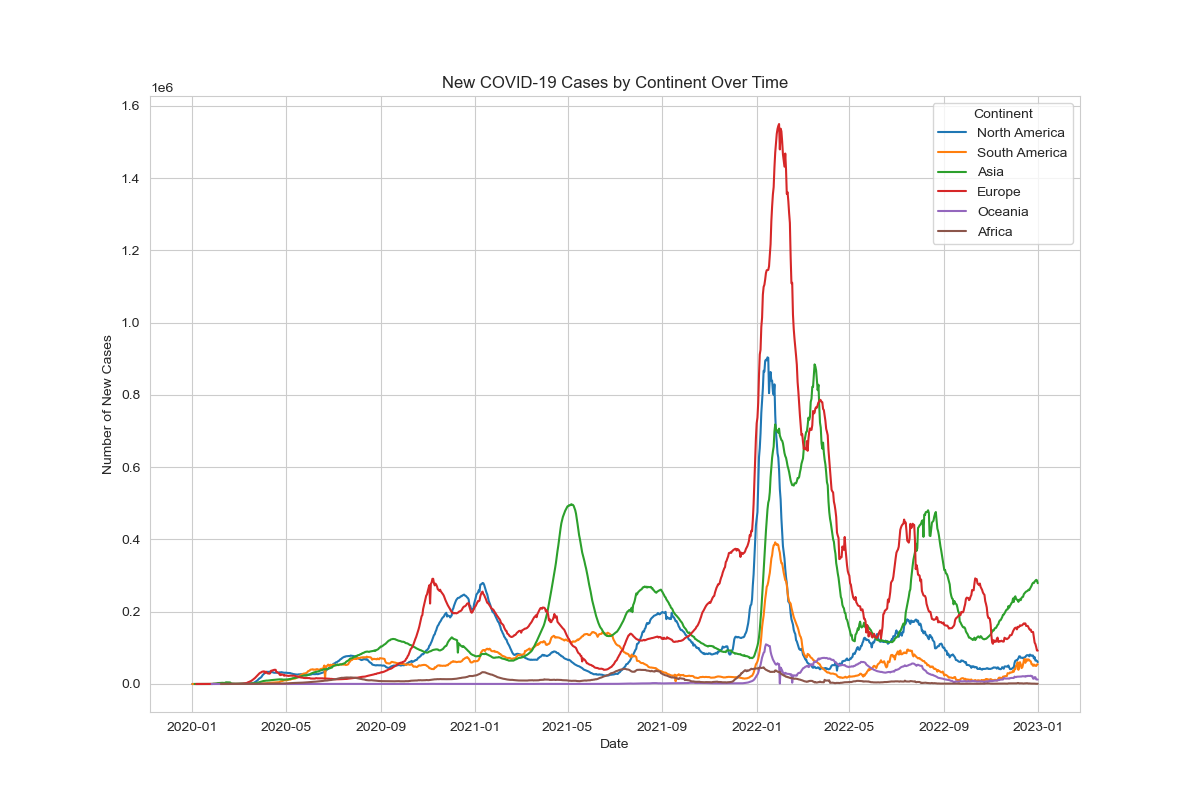 New COVID-19 Cases by Continent Over Time
1e6
1.6
1.4
1.2
1.0
0.8
0.6
0.4
0.2
0.0
Number of New Cases
Continent
North America
South America
Asia
Europe
Oceania
Africa
2020-01 2020-05 2020-09 2021-01 2021-05 2021-09 2022-01 2022-05 2022-09 2023-01
Date